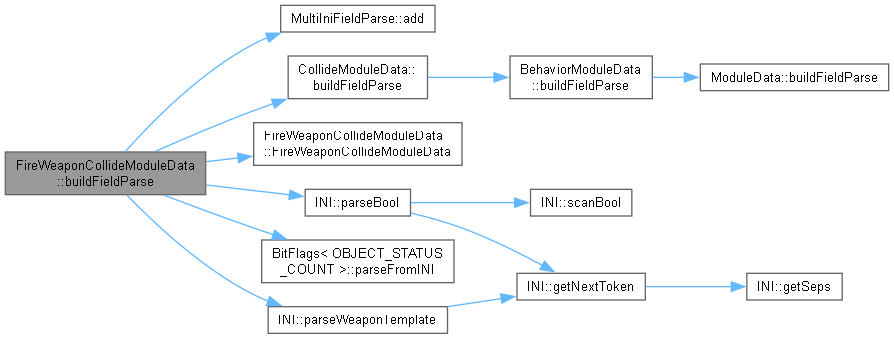 MultiIniFieldParse::add
CollideModuleData::
buildFieldParse
BehaviorModuleData
::buildFieldParse
ModuleData::buildFieldParse
FireWeaponCollideModuleData
::FireWeaponCollideModuleData
FireWeaponCollideModuleData
::buildFieldParse
INI::parseBool
INI::scanBool
BitFlags< OBJECT_STATUS
_COUNT >::parseFromINI
INI::getNextToken
INI::getSeps
INI::parseWeaponTemplate